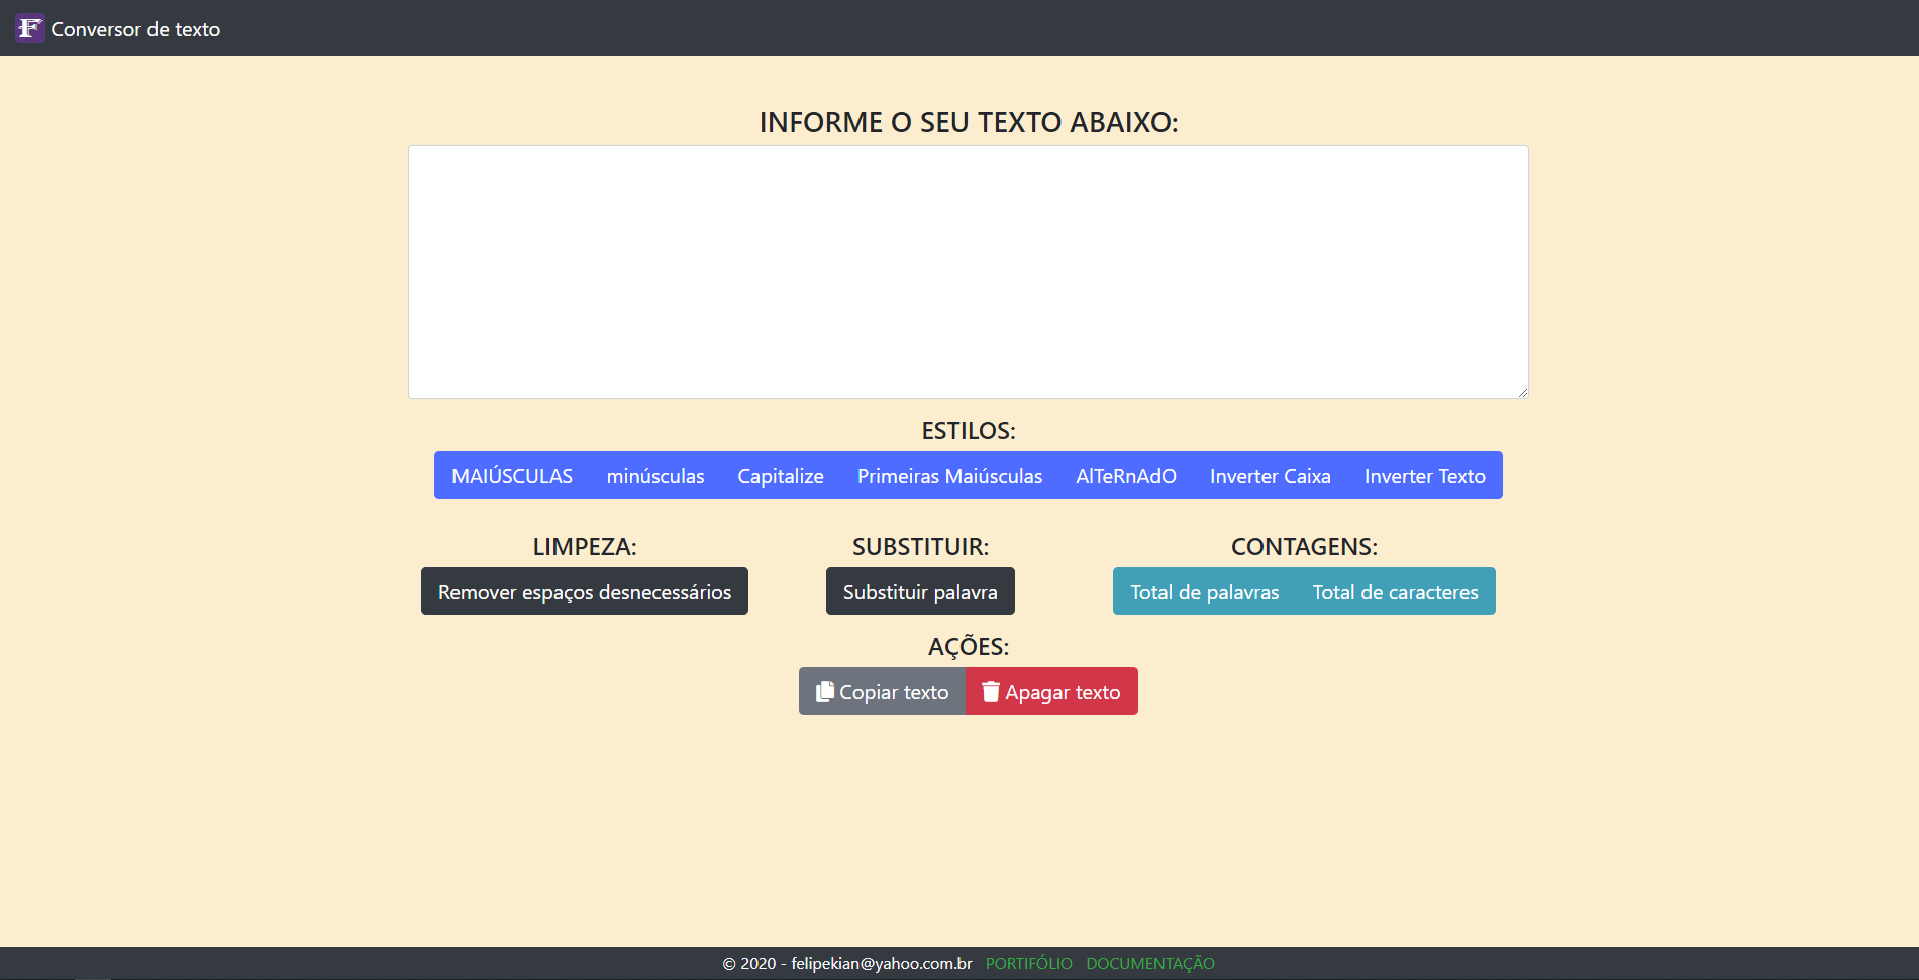 F Conversor de texto
INFORME O SEU TEXTO ABAIXO:
ESTILOS:
MAIÚSCULAS minúsculas Capitalize Primeiras Maiúsculas AlTeRnAdO Inverter Caixa Inverter Texto
LIMPEZA: SUBSTITUIR: CONTAGENS:
Remover espaços desnecessários Substituir palavra Total de palavras Total de caracteres
AÇÕES:
Copiar texto Apagar texto
© 2020 - felipekian@yahoo.com.br PORTIFÓLIO DOCUMENTAÇÃO